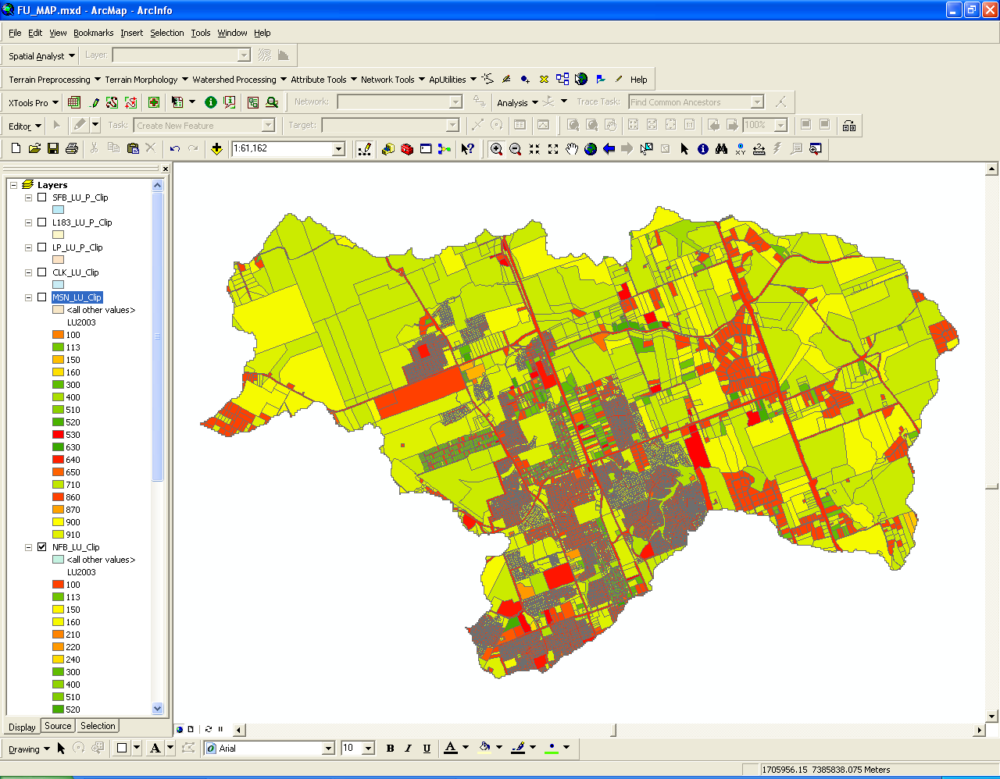 FU_MAP.mxd - ArcMap - ArcInfo
File Edit View Bookmarks Insert Selection Tools Window Help
Spatial Analyst Layer:
Terrain Preprocessing Terrain Morphology Watershed Processing Attribute Tools Network Tools ApUtilities Help
XTools Pro Network: Analysis Trace Task: Find Common Ancestors
Editor Task: Create New Feature Target: 1:1 100%
1:61,162 XY
Layers
SFB_LU_P_Clip
L183_LU_P_Clip
LP_LU_P_Clip
CLK_LU_Clip
MSN_LU_Clip
<all other values>
LU2003
100
113
150
160
300
400
510
520
530
630
640
650
710
860
870
900
910
NFB_LU_Clip
<all other values>
LU2003
100
113
150
160
210
220
240
300
400
510
520
Display Source Selection
Drawing A Arial 10 B I U A
1705956.15 7385838.075 Meters